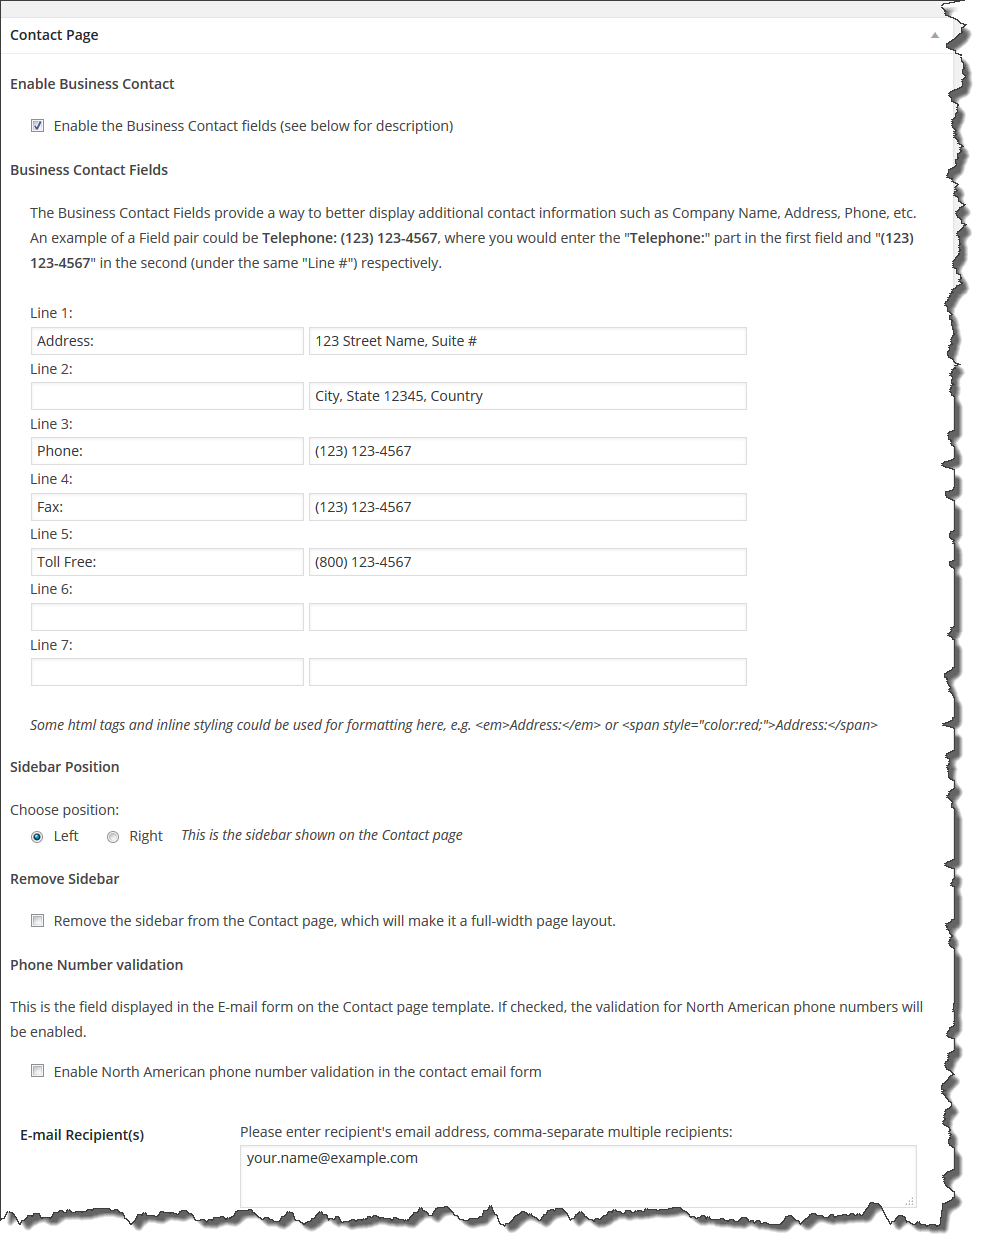 Contact Page
Enable Business Contact
Enable the Business Contact fields (see below for description)
Business Contact Fields
The Business Contact Fields provide a way to better display additional contact information such as Company Name, Address, Phone, etc.
An example of a Field pair could be Telephone: (123) 123-4567, where you would enter the "Telephone:" part in the first field and "(123)
123-4567" in the second (under the same "Line #") respectively.
Line 1:
Address: 123 Street Name, Suite #
Line 2:
City, State 12345, Country
Line 3:
Phone: (123) 123-4567
Line 4:
Fax: (123) 123-4567
Line 5:
Toll Free: (800) 123-4567
Line 6:
Line 7:
Some html tags and inline styling could be used for formatting here, e.g. <em>Address:</em> or <span style="color:red;">Address:</span>
Sidebar Position
Choose position:
Left Right This is the sidebar shown on the Contact page
Remove Sidebar
Remove the sidebar from the Contact page, which will make it a full-width page layout.
Phone Number validation
This is the field displayed in the E-mail form on the Contact page template. If checked, the validation for North American phone numbers will
be enabled.
Enable North American phone number validation in the contact email form
E-mail Recipient(s) Please enter recipient's email address, comma-separate multiple recipients:
your.name@example.com